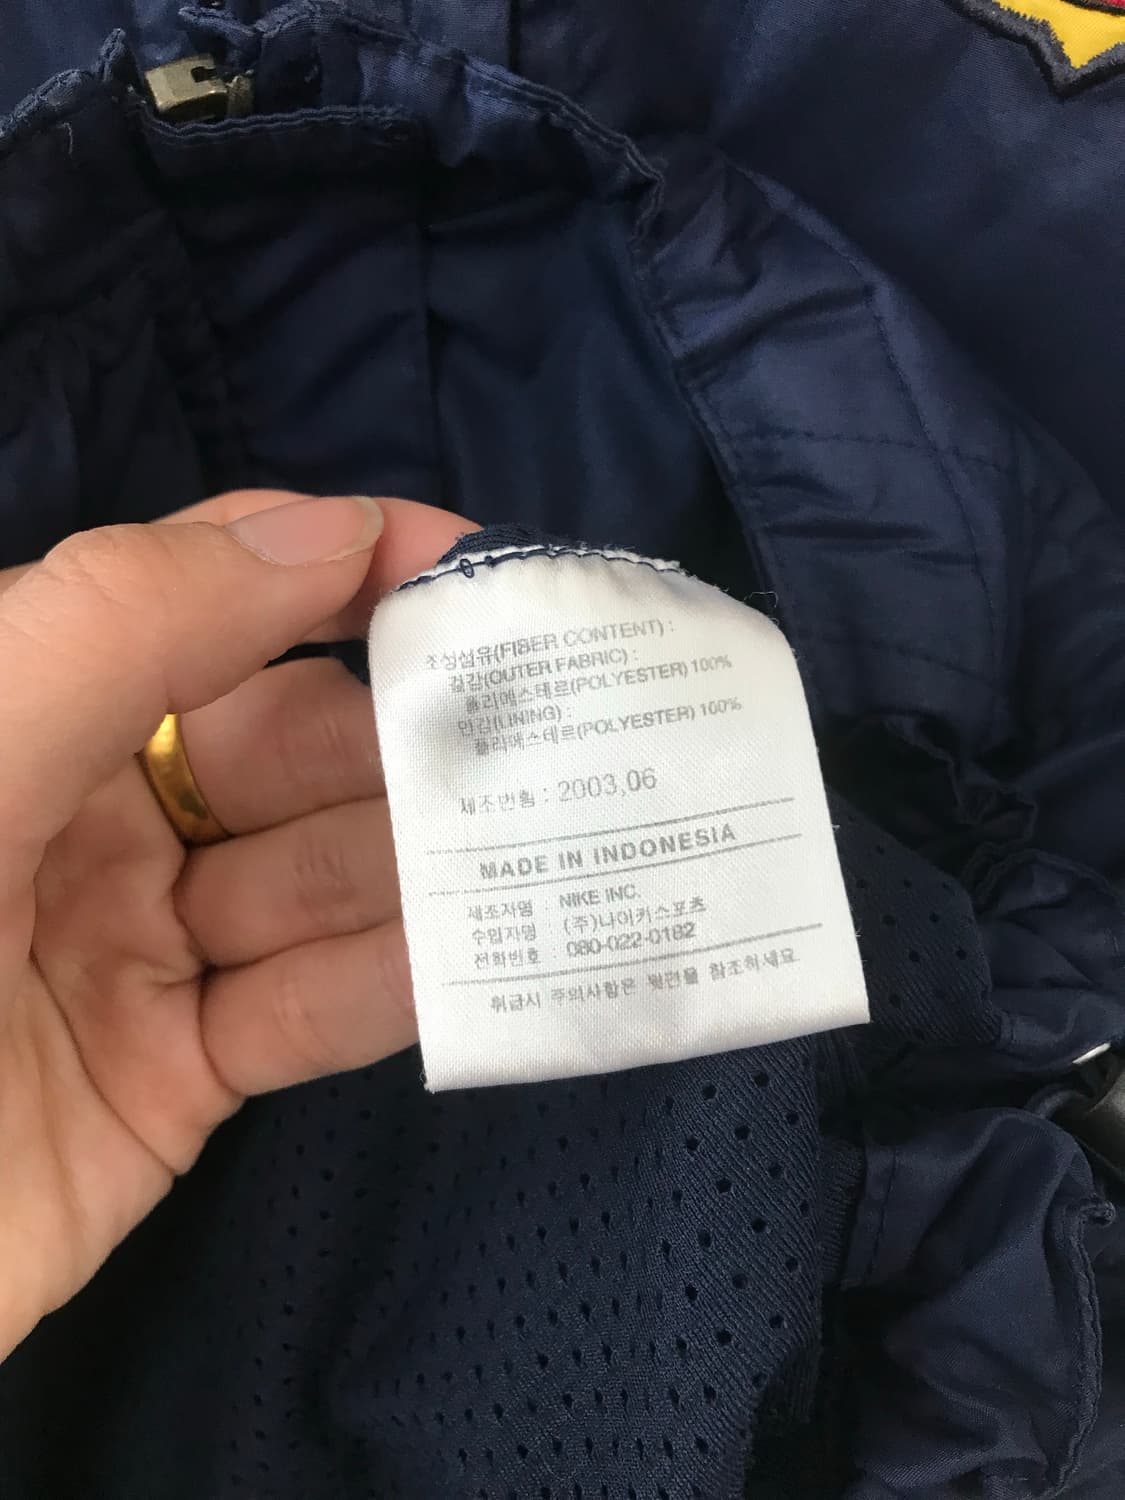 조성섬유(FIBER CONTENT) :
겉감(OUTER FABRIC) :
폴리에스테르(POLYESTER) 100%
안감(LINING) :
폴리에스테르(POLYESTER) 100%
제조년월 : 2003,06
MADE IN INDONESIA
제조자명 : NIKE INC.
수입자명 : (주)나이키스포츠
전화번호 : 080-022-0182
취급시 주의사항은 뒷면을 참조하세요